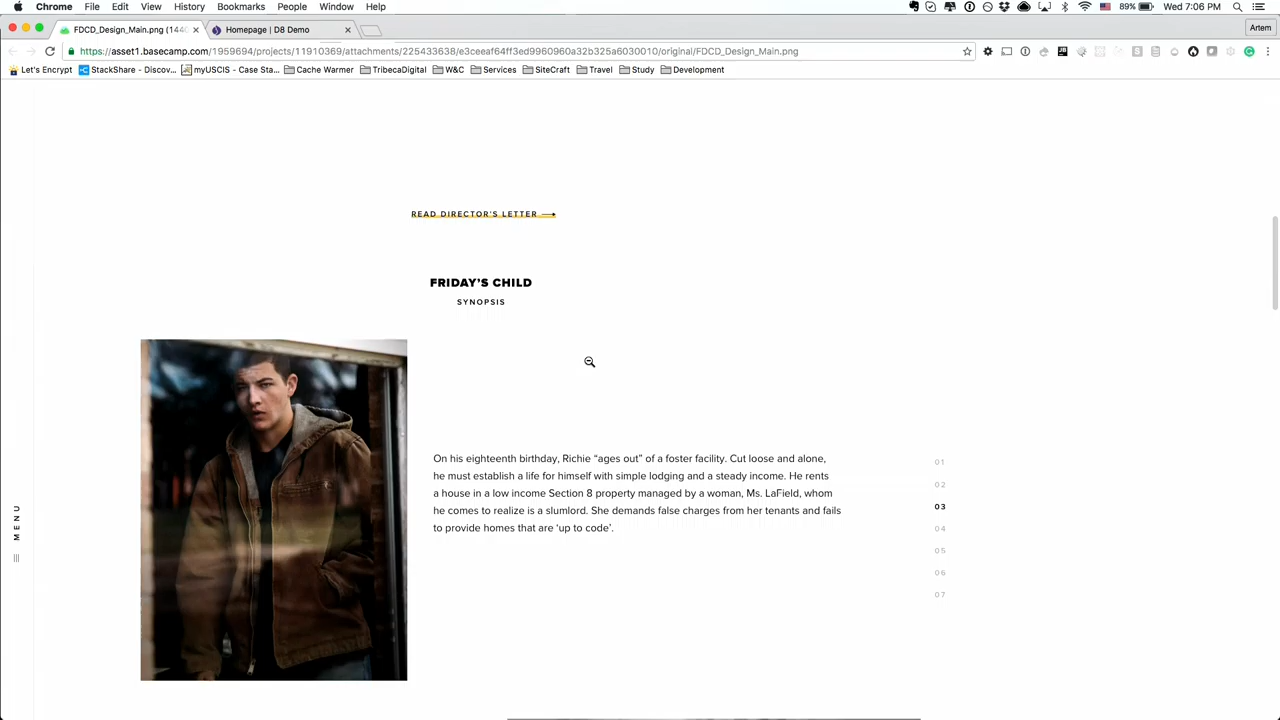 Chrome File Edit View History Bookmarks People Window Help 89% Wed 7:06 PM
FDCD_Design_Main.png (144 Homepage | D8 Demo Artem
https://asset1.basecamp.com/1959694/projects/11910369/attachments/225433638/e3ceeaf64ff3ed9960960a32b325a6030010/original/FDCD_Design_Main.png
Let's Encrypt StackShare - Discov... myUSCIS - Case Sta... Cache Warmer TribecaDigital W&C Services SiteCraft Travel Study Development
READ DIRECTOR'S LETTER
FRIDAY'S CHILD
SYNOPSIS
On his eighteenth birthday, Richie “ages out” of a foster facility. Cut loose and alone,
he must establish a life for himself with simple lodging and a steady income. He rents
a house in a low income Section 8 property managed by a woman, Ms. LaField, whom
he comes to realize is a slumlord. She demands false charges from her tenants and fails
to provide homes that are ‘up to code’.
01
02
03
04
05
06
07
MENU